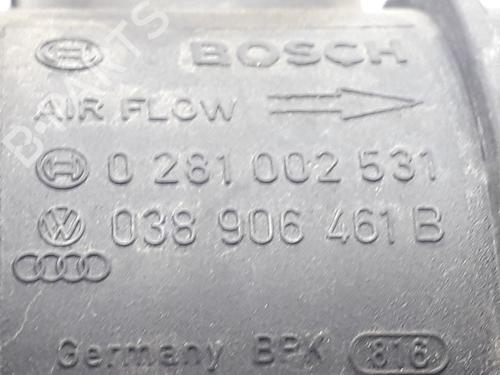 BOSCH
AIR FLOW
0 281 002 531
038 906 461 B
Germany BPK 816
B-PARTS